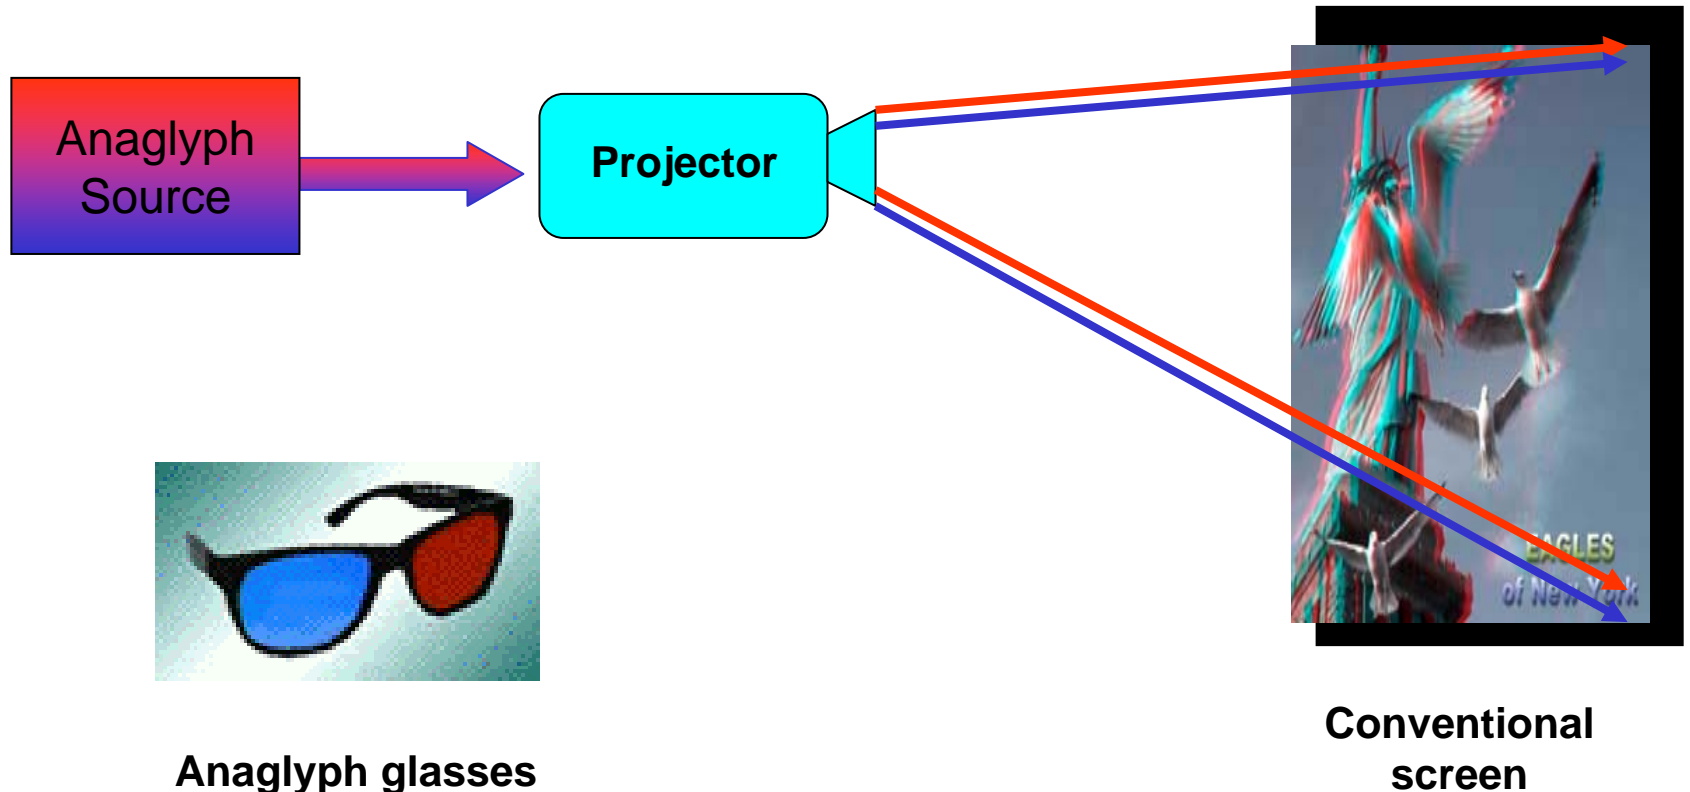 Anaglyph
Source
Projector
EAGLES
of New York
Anaglyph glasses
Conventional
screen